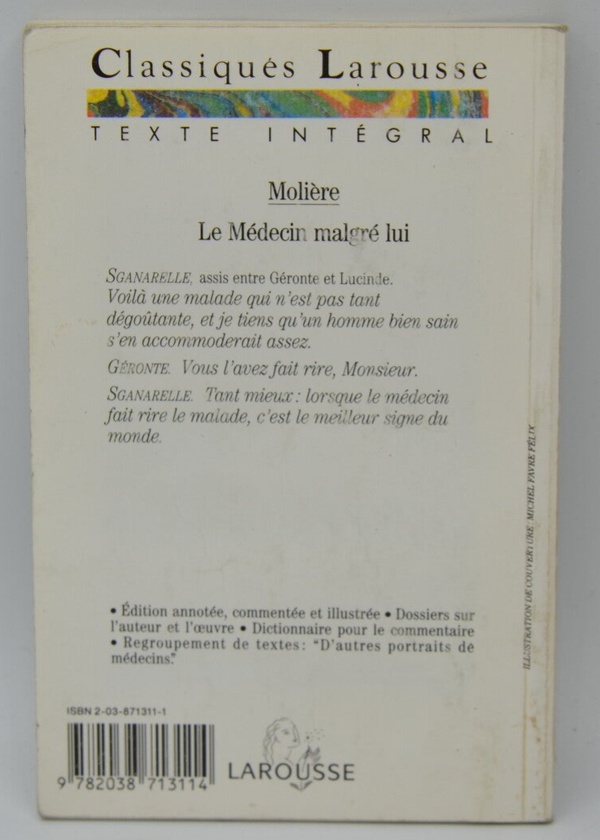 Classiques Larousse
TEXTE INTÉGRAL
Molière
Le Médecin malgré lui
SGANARELLE, assis entre Géronte et Lucinde.
Voilà une malade qui n'est pas tant
dégoûtante, et je tiens qu'un homme bien sain
s'en accommoderait assez.
GÉRONTE. Vous l'avez fait rire, Monsieur.
SGANARELLE. Tant mieux : lorsque le médecin
fait rire le malade, c'est le meilleur signe du
monde.
• Édition annotée, commentée et illustrée • Dossiers sur
l'auteur et l'œuvre • Dictionnaire pour le commentaire
• Regroupement de textes : "D'autres portraits de
médecins."
ISBN 2-03-871311-1
9 782038 713114
LAROUSSE
ILLUSTRATION DE COUVERTURE : MICHEL FAVRE FÉLIX